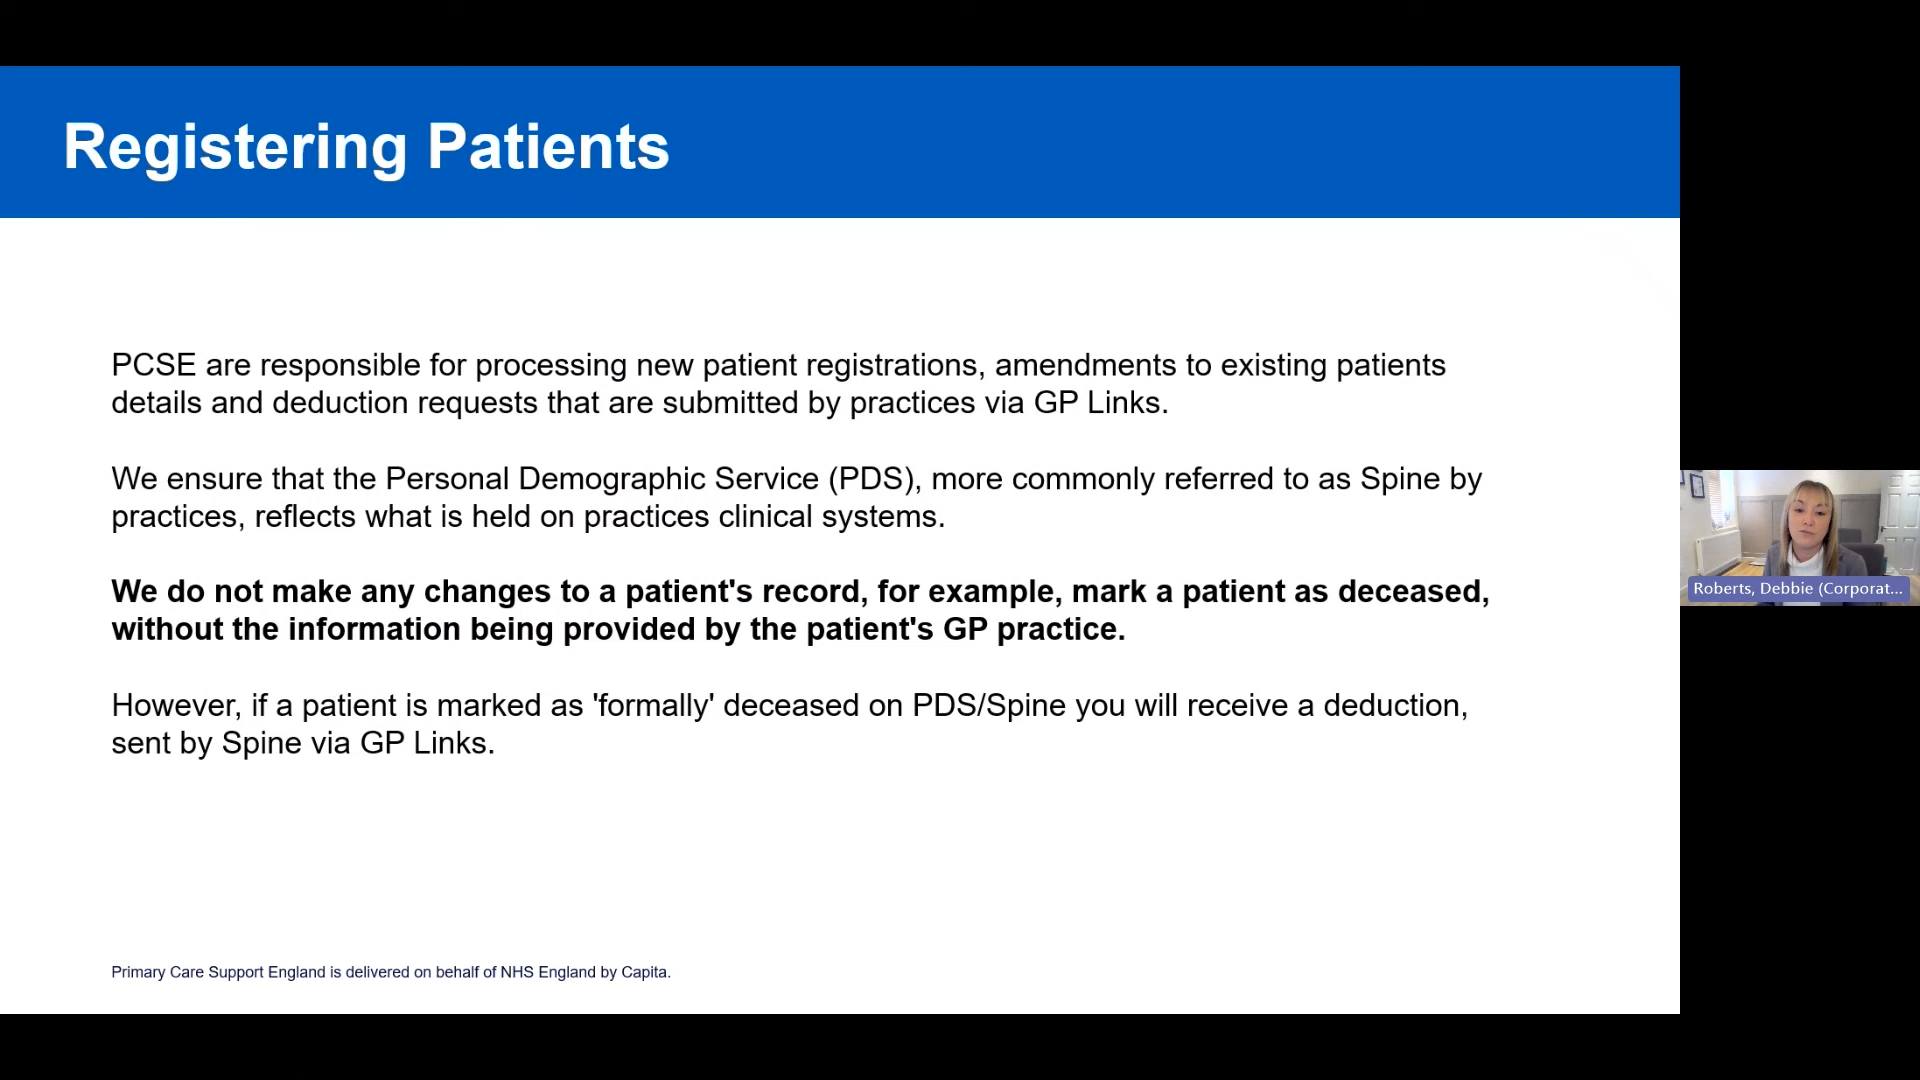 Registering Patients
PCSE are responsible for processing new patient registrations, amendments to existing patients
details and deduction requests that are submitted by practices via GP Links.
We ensure that the Personal Demographic Service (PDS), more commonly referred to as Spine by
practices, reflects what is held on practices clinical systems.
We do not make any changes to a patient's record, for example, mark a patient as deceased,
without the information being provided by the patient's GP practice.
However, if a patient is marked as 'formally' deceased on PDS/Spine you will receive a deduction,
sent by Spine via GP Links.
Primary Care Support England is delivered on behalf of NHS England by Capita.
Roberts, Debbie (Corporat...